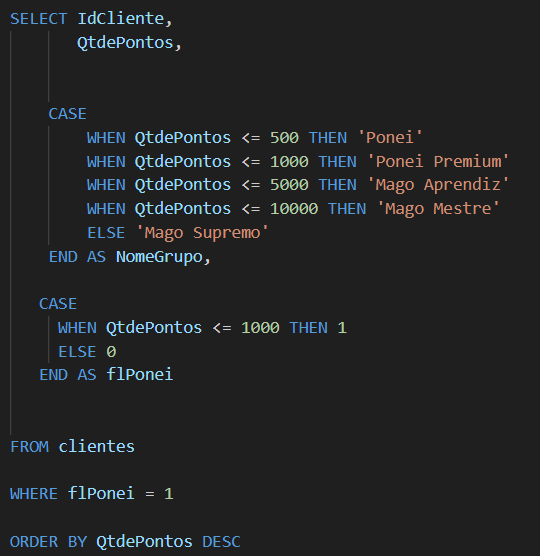 SELECT IdCliente,
QtdePontos,
CASE
WHEN QtdePontos <= 500 THEN 'Ponei'
WHEN QtdePontos <= 1000 THEN 'Ponei Premium'
WHEN QtdePontos <= 5000 THEN 'Mago Aprendiz'
WHEN QtdePontos <= 10000 THEN 'Mago Mestre'
ELSE 'Mago Supremo'
END AS NomeGrupo,
CASE
WHEN QtdePontos <= 1000 THEN 1
ELSE 0
END AS flPonei
FROM clientes
WHERE flPonei = 1
ORDER BY QtdePontos DESC